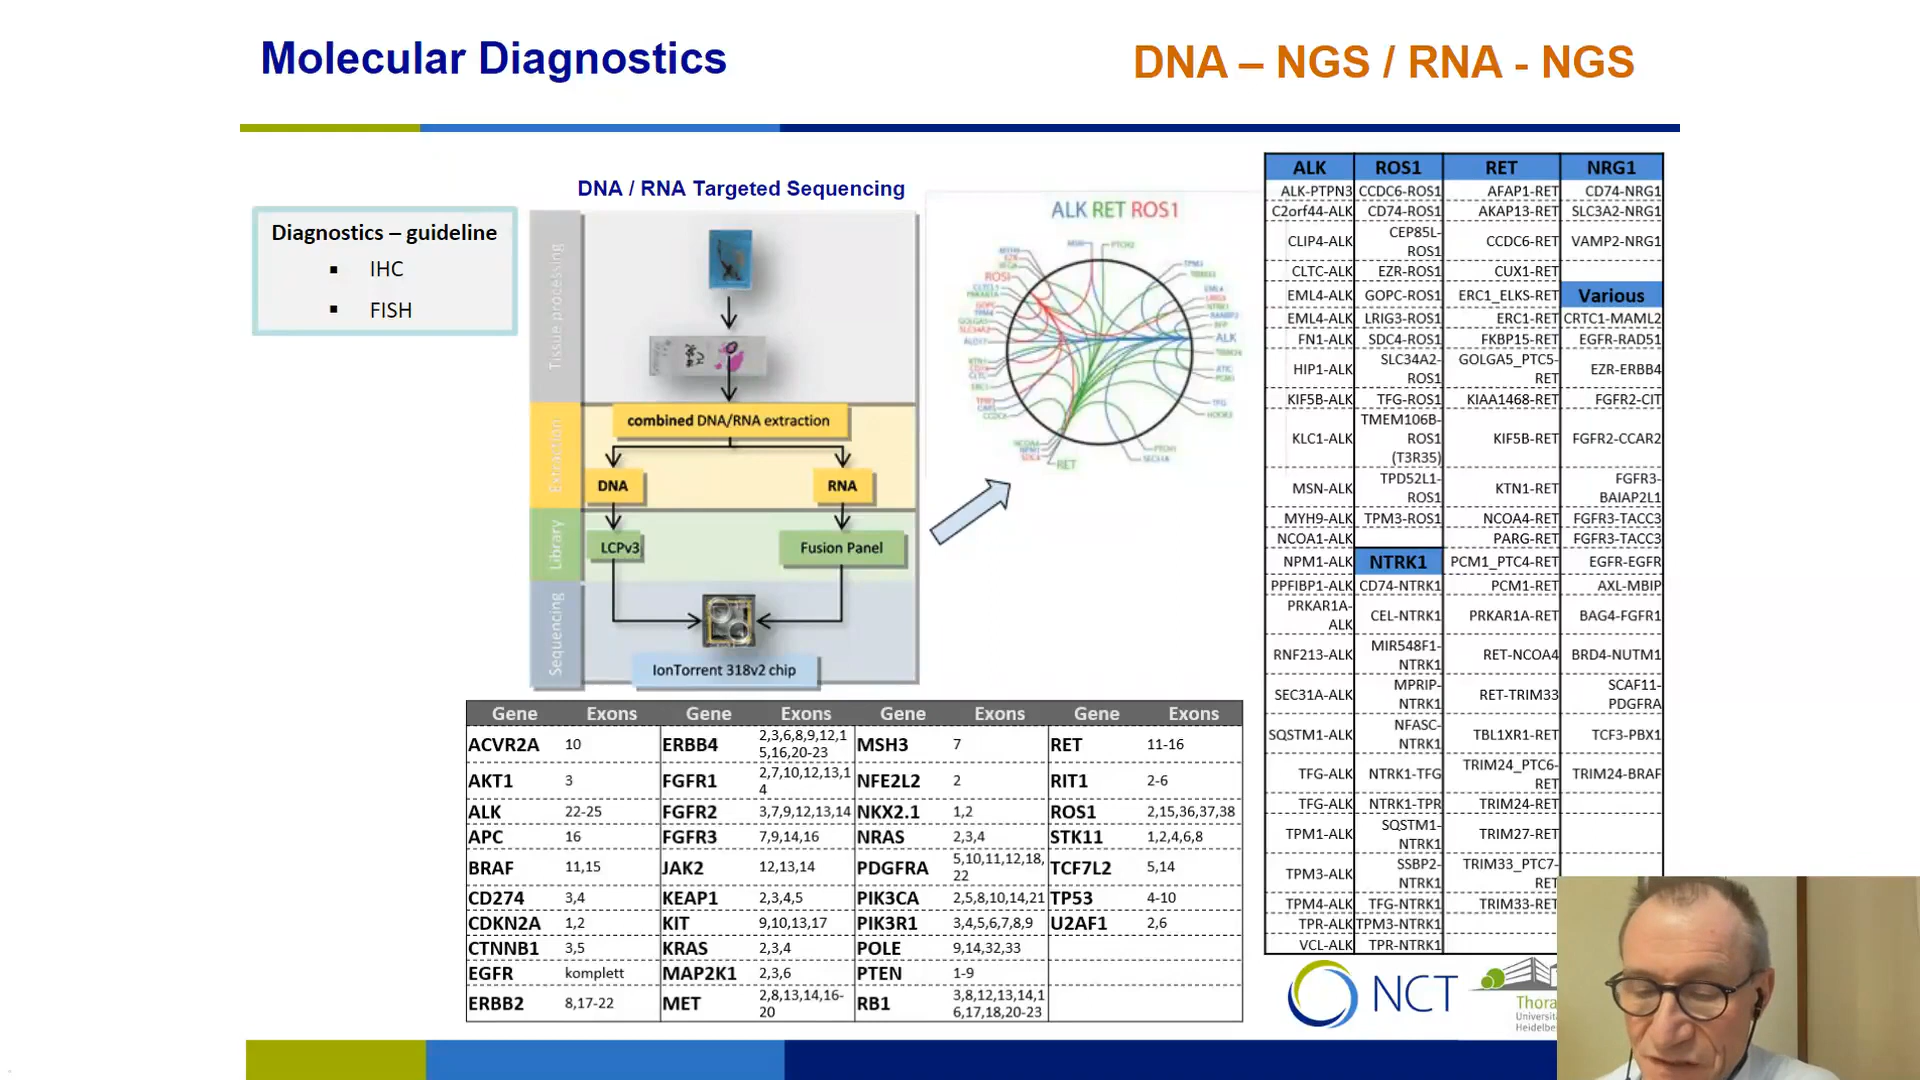 Molecular Diagnostics
DNA – NGS / RNA - NGS
Diagnostics – guideline
▪ IHC
▪ FISH
DNA / RNA Targeted Sequencing
Tissue processing
combined DNA/RNA extraction
Extraction
DNA RNA
Library
LCPv3 Fusion Panel
Sequencing
IonTorrent 318v2 chip
ALK RET ROS1
ROS1
ALK
RET
Gene Exons Gene Exons Gene Exons Gene Exons
ACVR2A 10 ERBB4 2,3,6,8,9,12,15,16,20-23 MSH3 7 RET 11-16
AKT1 3 FGFR1 2,7,10,12,13,14 NFE2L2 2 RIT1 2-6
ALK 22-25 FGFR2 3,7,9,12,13,14 NKX2.1 1,2 ROS1 2,15,36,37,38
APC 16 FGFR3 7,9,14,16 NRAS 2,3,4 STK11 1,2,4,6,8
BRAF 11,15 JAK2 12,13,14 PDGFRA 5,10,11,12,18,22 TCF7L2 5,14
CD274 3,4 KEAP1 2,3,4,5 PIK3CA 2,5,8,10,14,21 TP53 4-10
CDKN2A 1,2 KIT 9,10,13,17 PIK3R1 3,4,5,6,7,8,9 U2AF1 2,6
CTNNB1 3,5 KRAS 2,3,4 POLE 9,14,32,33
EGFR komplett MAP2K1 2,3,6 PTEN 1-9
ERBB2 8,17-22 MET 2,8,13,14,16-20 RB1 3,8,12,13,14,16,17,18,20-23
ALK ROS1 RET NRG1
ALK-PTPN3 CCDC6-ROS1 AFAP1-RET CD74-NRG1
C2orf44-ALK CD74-ROS1 AKAP13-RET SLC3A2-NRG1
CLIP4-ALK CEP85L-ROS1 CCDC6-RET VAMP2-NRG1
CLTC-ALK EZR-ROS1 CUX1-RET
EML4-ALK GOPC-ROS1 ERC1_ELKS-RET Various
EML4-ALK LRIG3-ROS1 ERC1-RET CRTC1-MAML2
FN1-ALK SDC4-ROS1 FKBP15-RET EGFR-RAD51
HIP1-ALK SLC34A2-ROS1 GOLGA5_PTC5-RET EZR-ERBB4
KIF5B-ALK TFG-ROS1 KIAA1468-RET FGFR2-CIT
KLC1-ALK TMEM106B-ROS1 (T3R35) KIF5B-RET FGFR2-CCAR2
MSN-ALK TPD52L1-ROS1 KTN1-RET FGFR3-BAIAP2L1
MYH9-ALK TPM3-ROS1 NCOA4-RET FGFR3-TACC3
NCOA1-ALK PARG-RET FGFR3-TACC3
NPM1-ALK NTRK1 PCM1_PTC4-RET EGFR-EGFR
PPFIBP1-ALK CD74-NTRK1 PCM1-RET AXL-MBIP
PRKAR1A-ALK CEL-NTRK1 PRKAR1A-RET BAG4-FGFR1
RNF213-ALK MIR548F1-NTRK1 RET-NCOA4 BRD4-NUTM1
SEC31A-ALK MPRIP-NTRK1 RET-TRIM33 SCAF11-PDGFRA
SQSTM1-ALK NFASC-NTRK1 TBL1XR1-RET TCF3-PBX1
TFG-ALK NTRK1-TFG TRIM24_PTC6-RET TRIM24-BRAF
TFG-ALK NTRK1-TPR TRIM24-RET
TPM1-ALK SQSTM1-NTRK1 TRIM27-RET
TPM3-ALK SSBP2-NTRK1 TRIM33_PTC7-RET
TPM4-ALK TFG-NTRK1 TRIM33-RET
TPR-ALK TPM3-NTRK1
VCL-ALK TPR-NTRK1
NCT
Thora
Universit
Heidelber